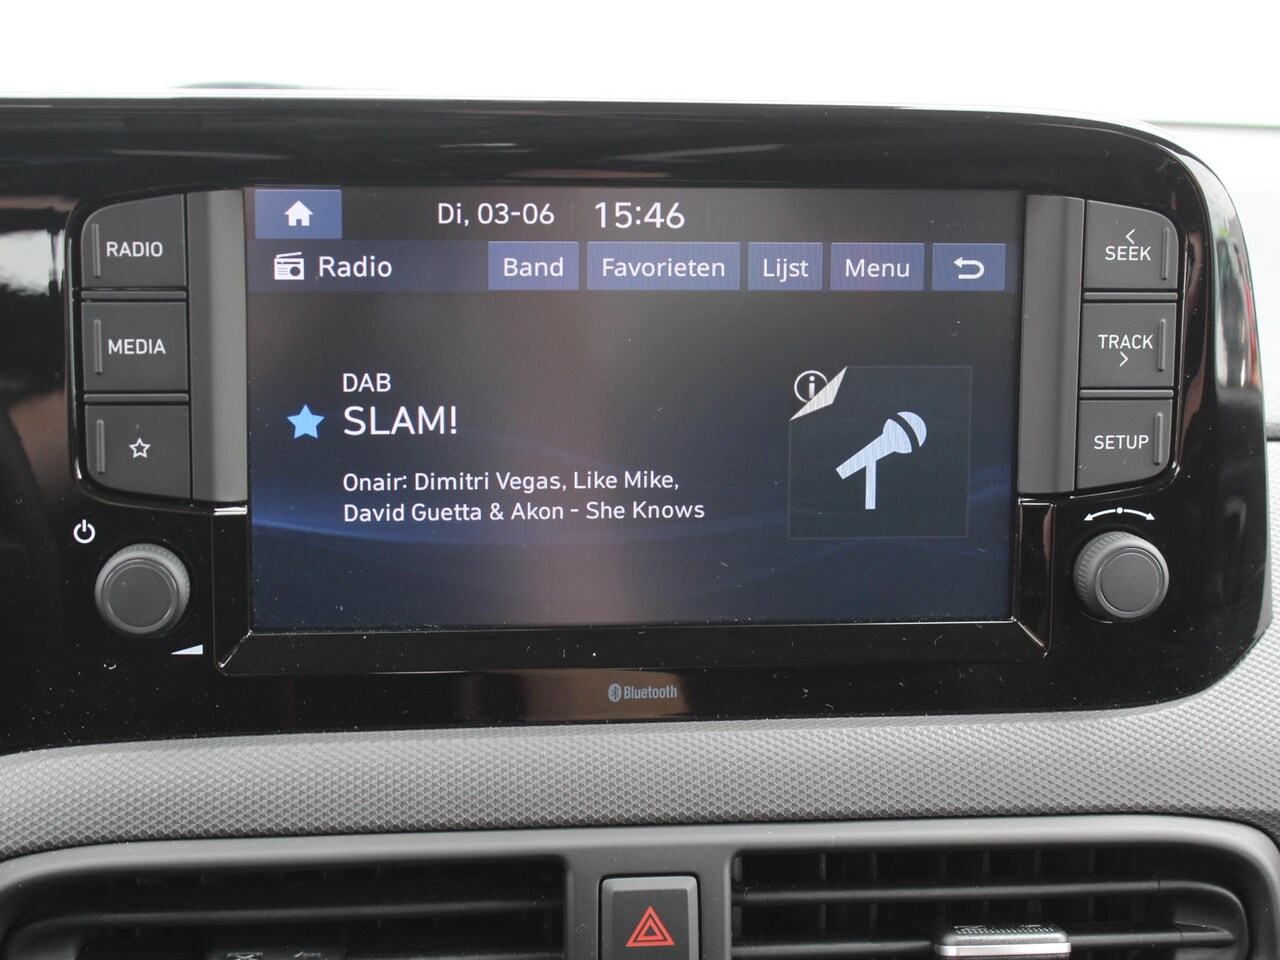 Di, 03-06 15:46
RADIO
SEEK
Radio Band Favorieten Lijst Menu
MEDIA
TRACK
DAB
SLAM!
SETUP
Onair: Dimitri Vegas, Like Mike,
David Guetta & Akon - She Knows
Bluetooth